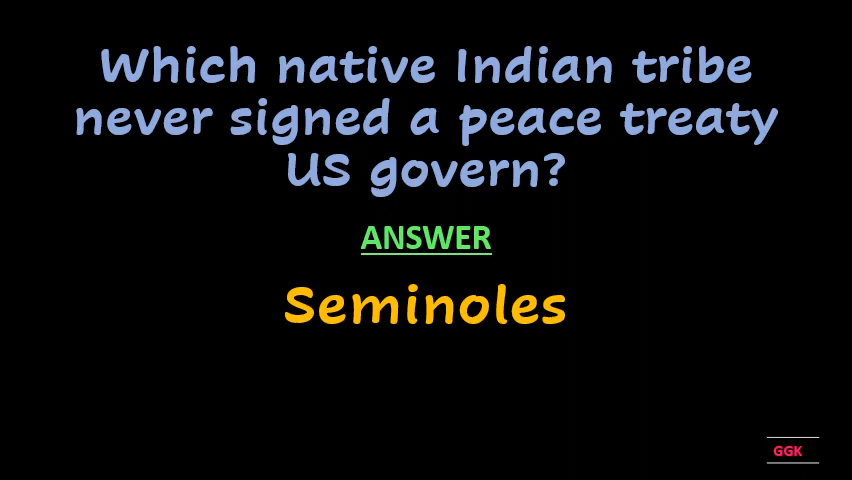 Which native Indian tribe
never signed a peace treaty
US govern?
ANSWER
Seminoles
GGK